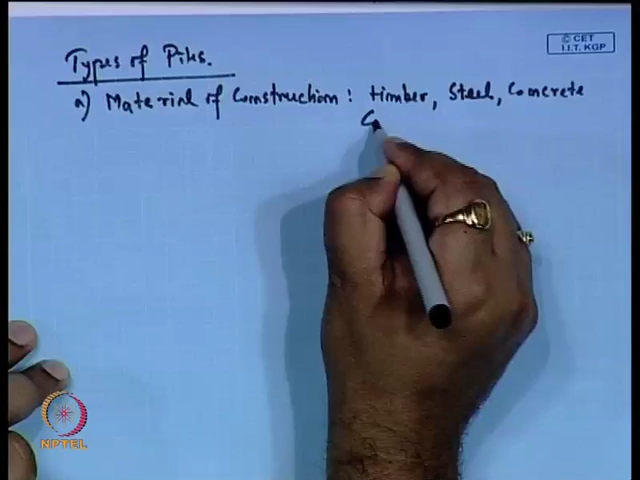 © CET
I.I.T. KGP
Types of Piles.
a) Material of Construction : timber, Steel, Concrete
C
NPTEL